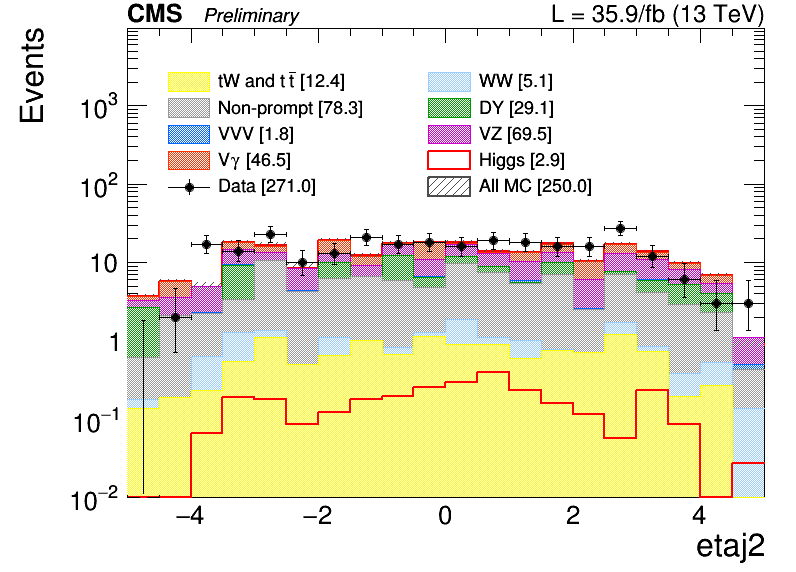 CMS Preliminary L = 35.9/fb (13 TeV)
Events
tW and t t̄ [12.4] WW [5.1]
Non-prompt [78.3] DY [29.1]
VVV [1.8] VZ [69.5]
Vγ [46.5] Higgs [2.9]
Data [271.0] All MC [250.0]
10³
10²
10
1
10⁻¹
10⁻²
−4 −2 0 2 4
etaj2